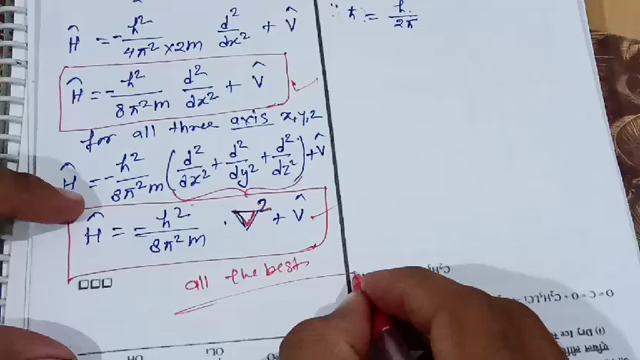 Ĥ = -h²/4π²×2m d²/dx² + V̂
∵ ħ = h/2π
Ĥ = -h²/8π²m d²/dx² + V̂
for all three axis x,y,z
Ĥ = -h²/8π²m (d²/dx² + d²/dy² + d²/dz²) + V̂
Ĥ = -h²/8π²m · ∇² + V̂
all the bests